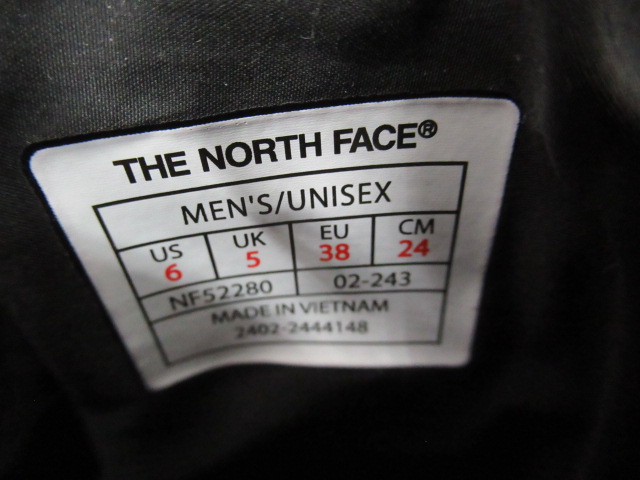 THE NORTH FACE®
MEN'S/UNISEX
US UK EU CM
6 5 38 24
NF52280 02-243
MADE IN VIETNAM
2402-2444148